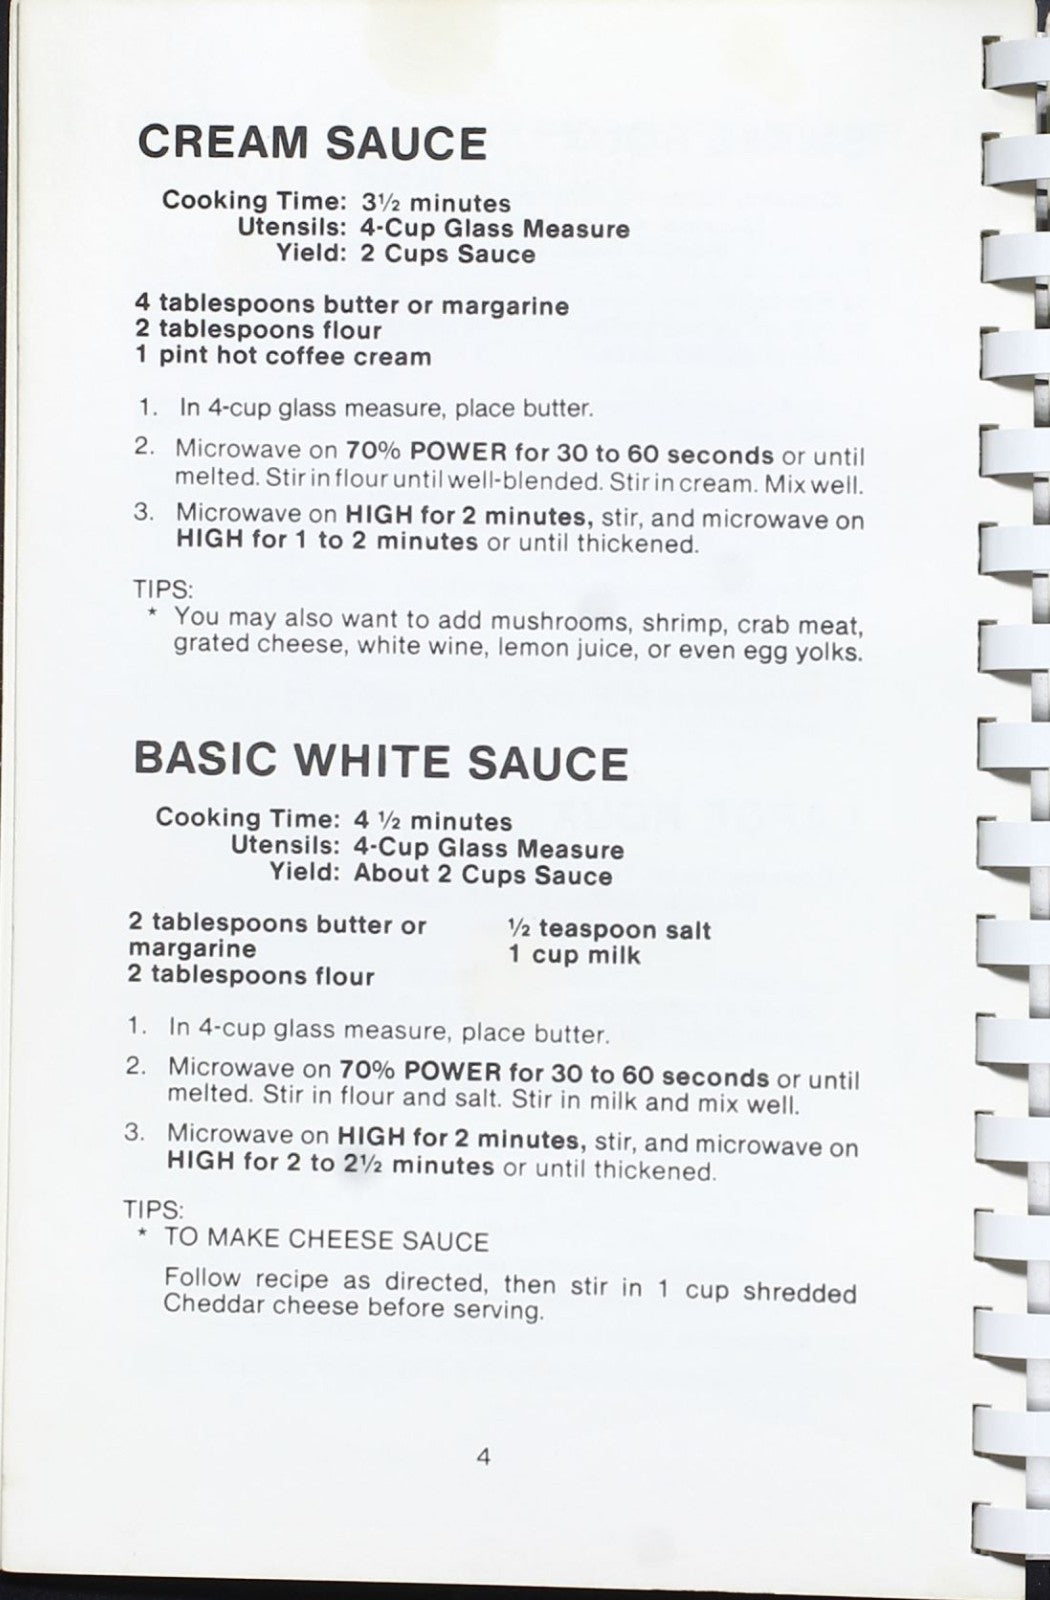 CREAM SAUCE
Cooking Time: 3½ minutes
Utensils: 4-Cup Glass Measure
Yield: 2 Cups Sauce
4 tablespoons butter or margarine
2 tablespoons flour
1 pint hot coffee cream
1. In 4-cup glass measure, place butter.
2. Microwave on 70% POWER for 30 to 60 seconds or until
melted. Stir in flour until well-blended. Stir in cream. Mix well.
3. Microwave on HIGH for 2 minutes, stir, and microwave on
HIGH for 1 to 2 minutes or until thickened.
TIPS:
* You may also want to add mushrooms, shrimp, crab meat,
grated cheese, white wine, lemon juice, or even egg yolks.
BASIC WHITE SAUCE
Cooking Time: 4 ½ minutes
Utensils: 4-Cup Glass Measure
Yield: About 2 Cups Sauce
2 tablespoons butter or
margarine
2 tablespoons flour
½ teaspoon salt
1 cup milk
1. In 4-cup glass measure, place butter.
2. Microwave on 70% POWER for 30 to 60 seconds or until
melted. Stir in flour and salt. Stir in milk and mix well.
3. Microwave on HIGH for 2 minutes, stir, and microwave on
HIGH for 2 to 2½ minutes or until thickened.
TIPS:
* TO MAKE CHEESE SAUCE
Follow recipe as directed, then stir in 1 cup shredded
Cheddar cheese before serving.
4